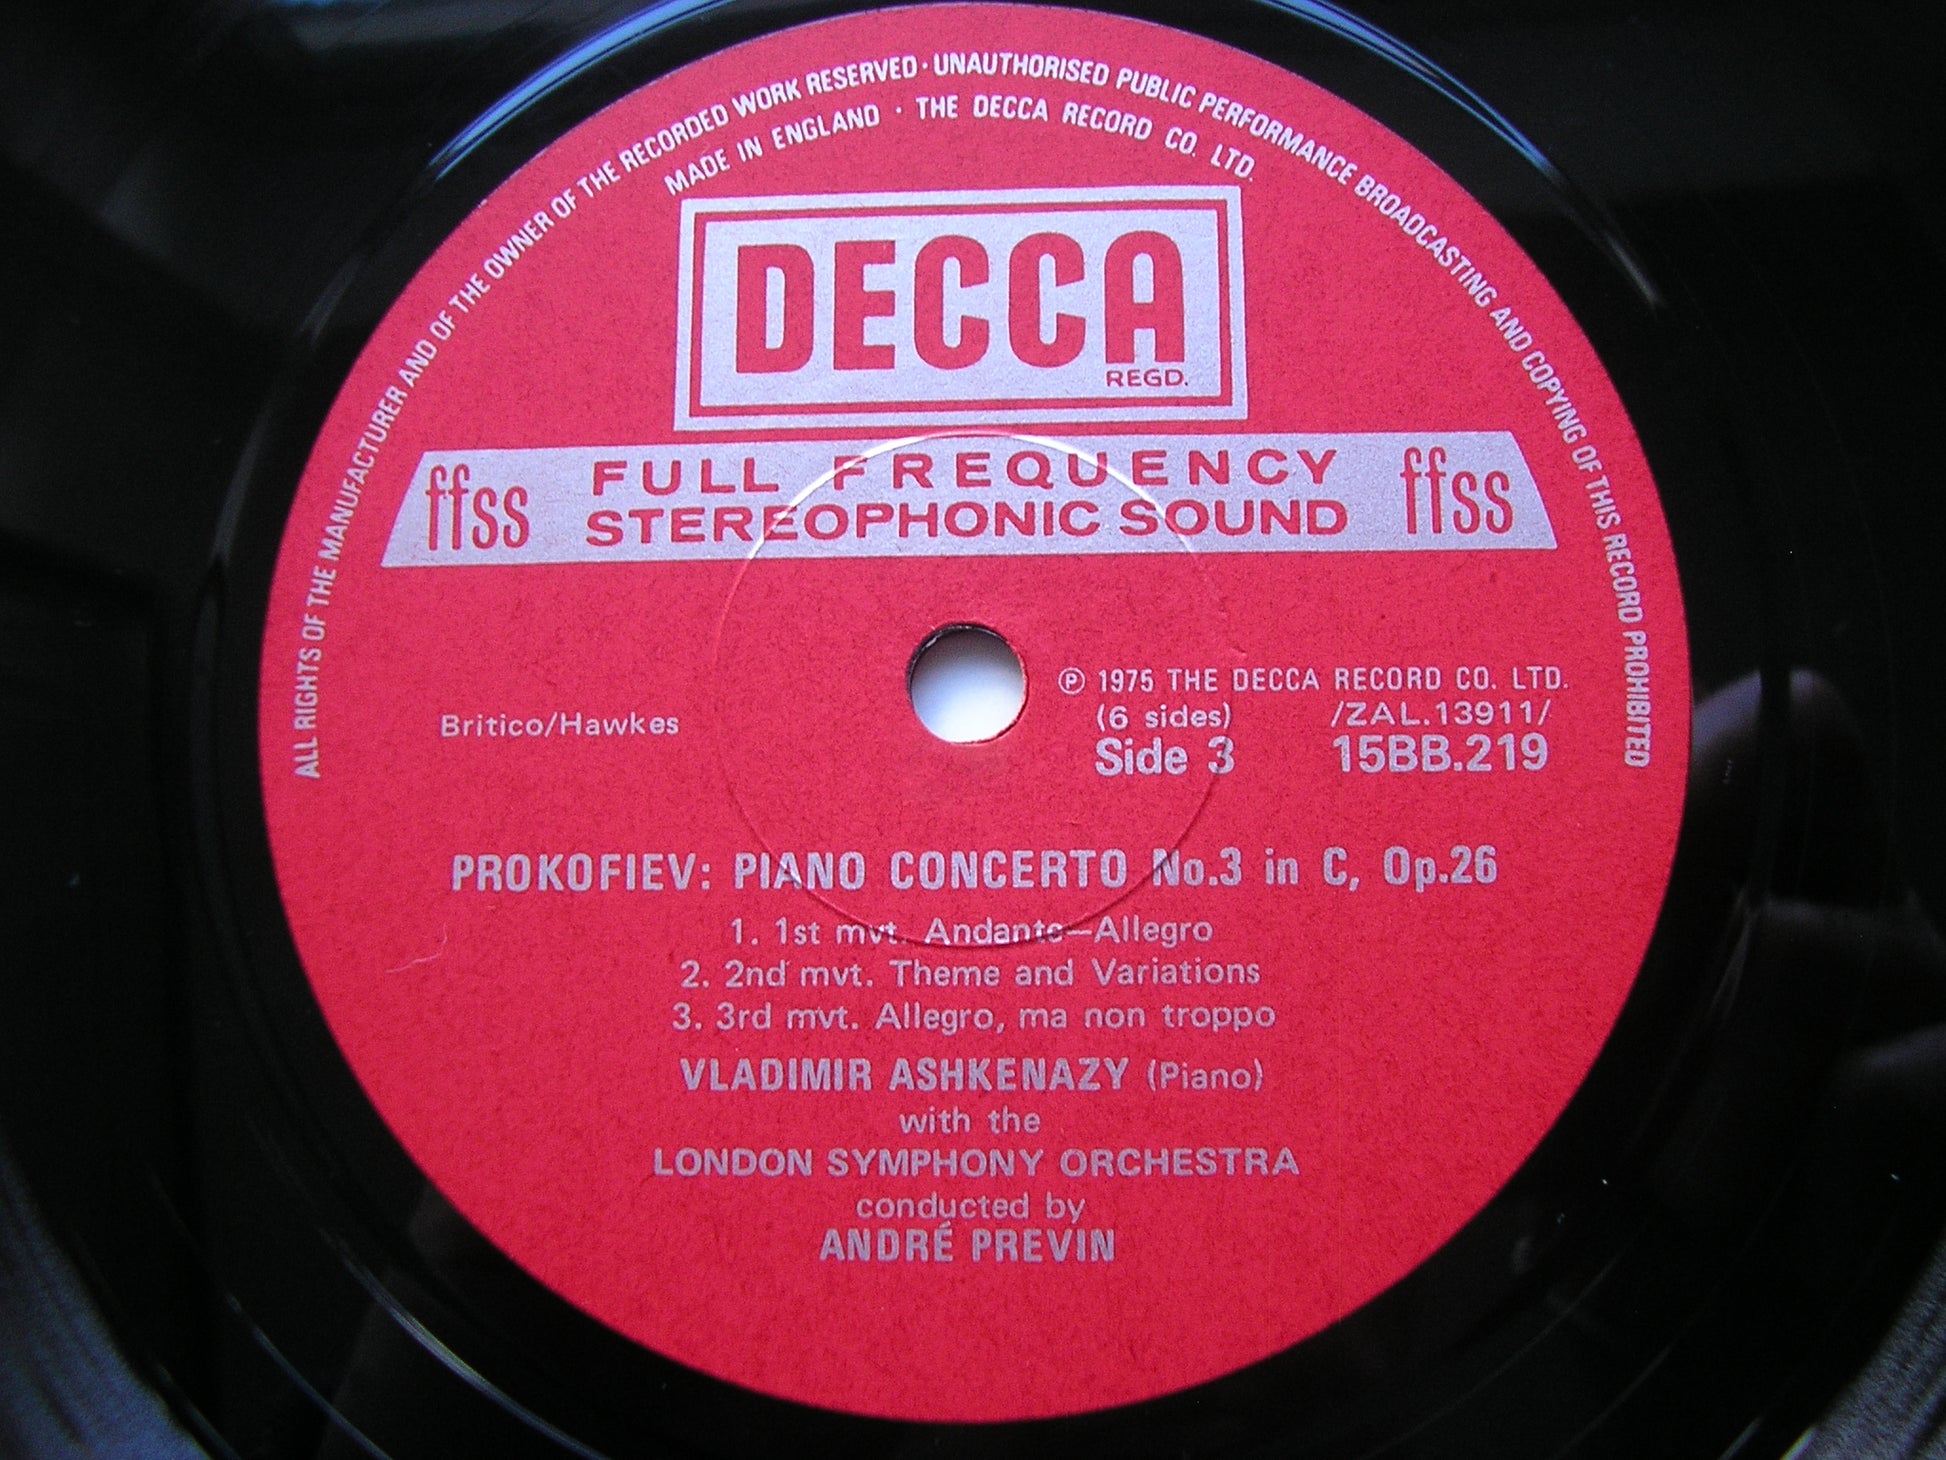 ALL RIGHTS OF THE MANUFACTURER AND OF THE OWNER OF THE RECORDED WORK RESERVED · UNAUTHORISED PUBLIC PERFORMANCE BROADCASTING AND COPYING OF THIS RECORD PROHIBITED
MADE IN ENGLAND · THE DECCA RECORD CO. LTD.
DECCA
REGD.
ffss FULL FREQUENCY ffss
STEREOPHONIC SOUND
℗ 1975 THE DECCA RECORD CO. LTD.
Britico/Hawkes (6 sides) /ZAL.13911/
Side 3 15BB.219
PROKOFIEV: PIANO CONCERTO No.3 in C, Op.26
1. 1st mvt. Andante—Allegro
2. 2nd mvt. Theme and Variations
3. 3rd mvt. Allegro, ma non troppo
VLADIMIR ASHKENAZY (Piano)
with the
LONDON SYMPHONY ORCHESTRA
conducted by
ANDRÉ PREVIN